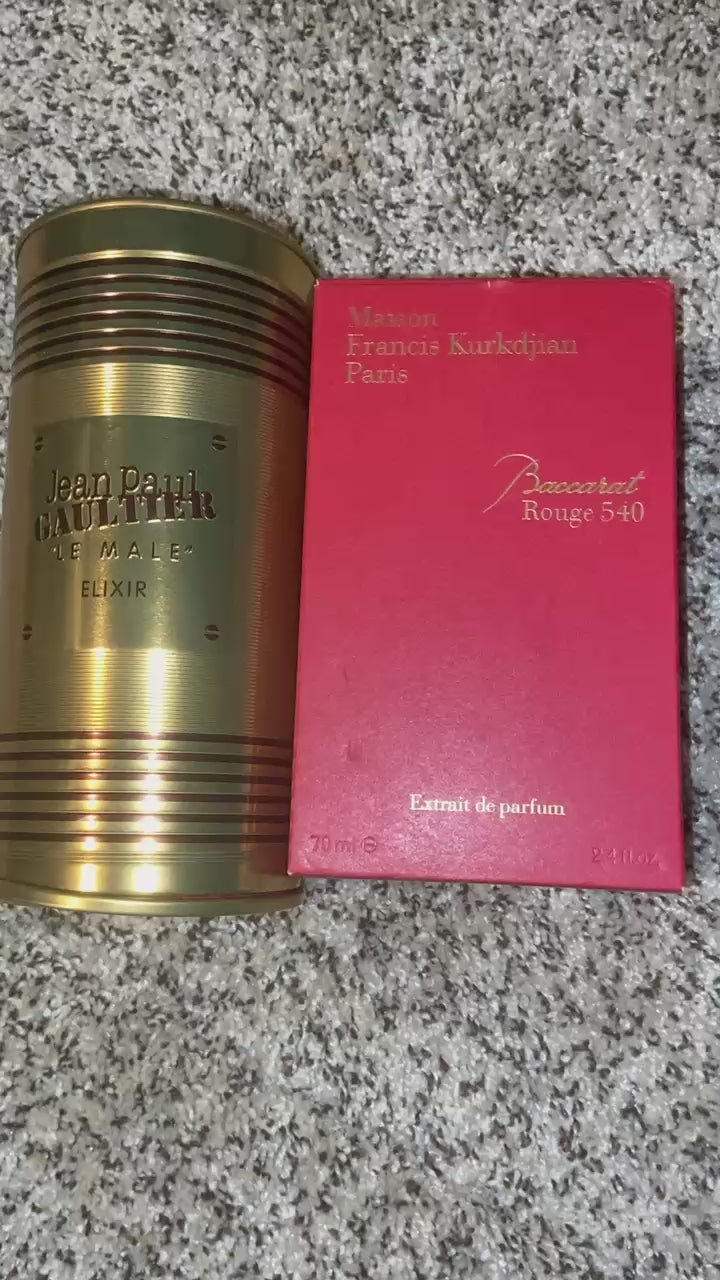 Jean Paul
GAULTIER
"LE MALE"
ELIXIR
Maison
Francis Kurkdjian
Paris
Baccarat
Rouge 540
Extrait de parfum
70 ml ℮
2.4 fl.oz.